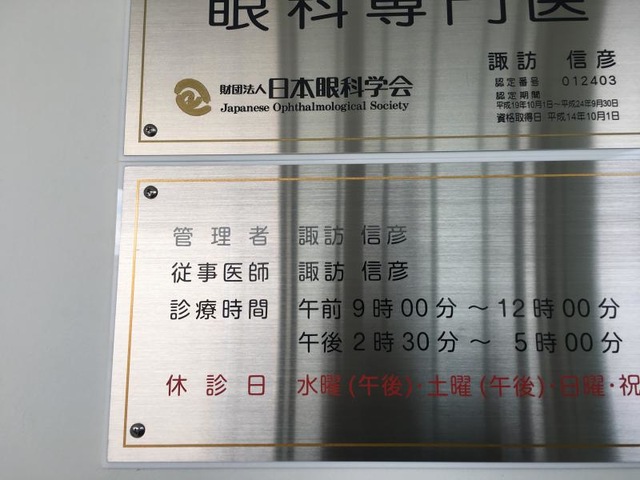 眼科専門医
諏訪 信彦
認定番号 012403
認定期間
平成19年10月1日～平成24年9月30日
資格取得日 平成14年10月1日
財団法人日本眼科学会
Japanese Ophthalmological Society
管理者 諏訪 信彦
従事医師 諏訪 信彦
診療時間 午前9時00分～12時00分
午後2時30分～ 5時00分
休診日 水曜(午後)・土曜(午後)・日曜・祝